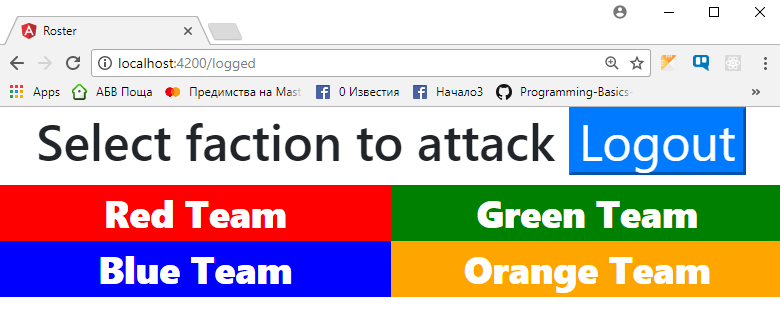 Roster
localhost:4200/logged
Apps АБВ Поща Предимства на Mast 0 Известия Начало3 Programming-Basics-
Select faction to attack Logout
Red Team Green Team
Blue Team Orange Team